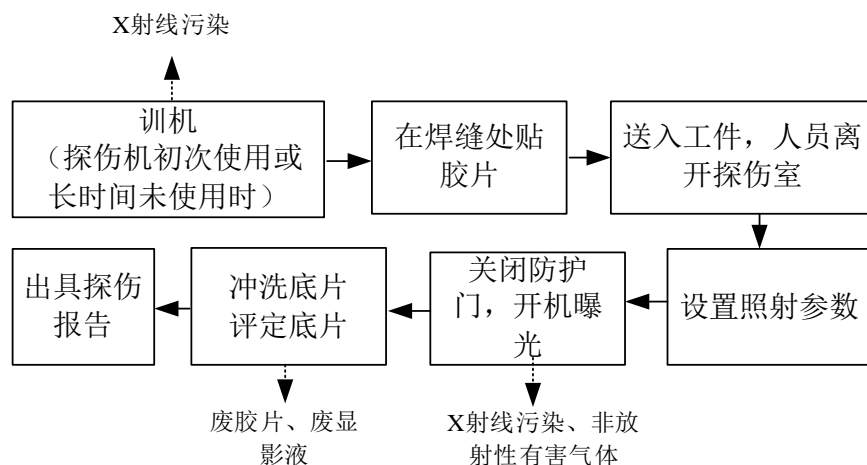 X射线污染
训机
（探伤机初次使用或
长时间未使用时）
在焊缝处贴
胶片
送入工件，人员离
开探伤室
设置照射参数
关闭防护
门，开机曝
光
冲洗底片
评定底片
出具探伤
报告
废胶片、废显
影液
X射线污染、非放
射性有害气体